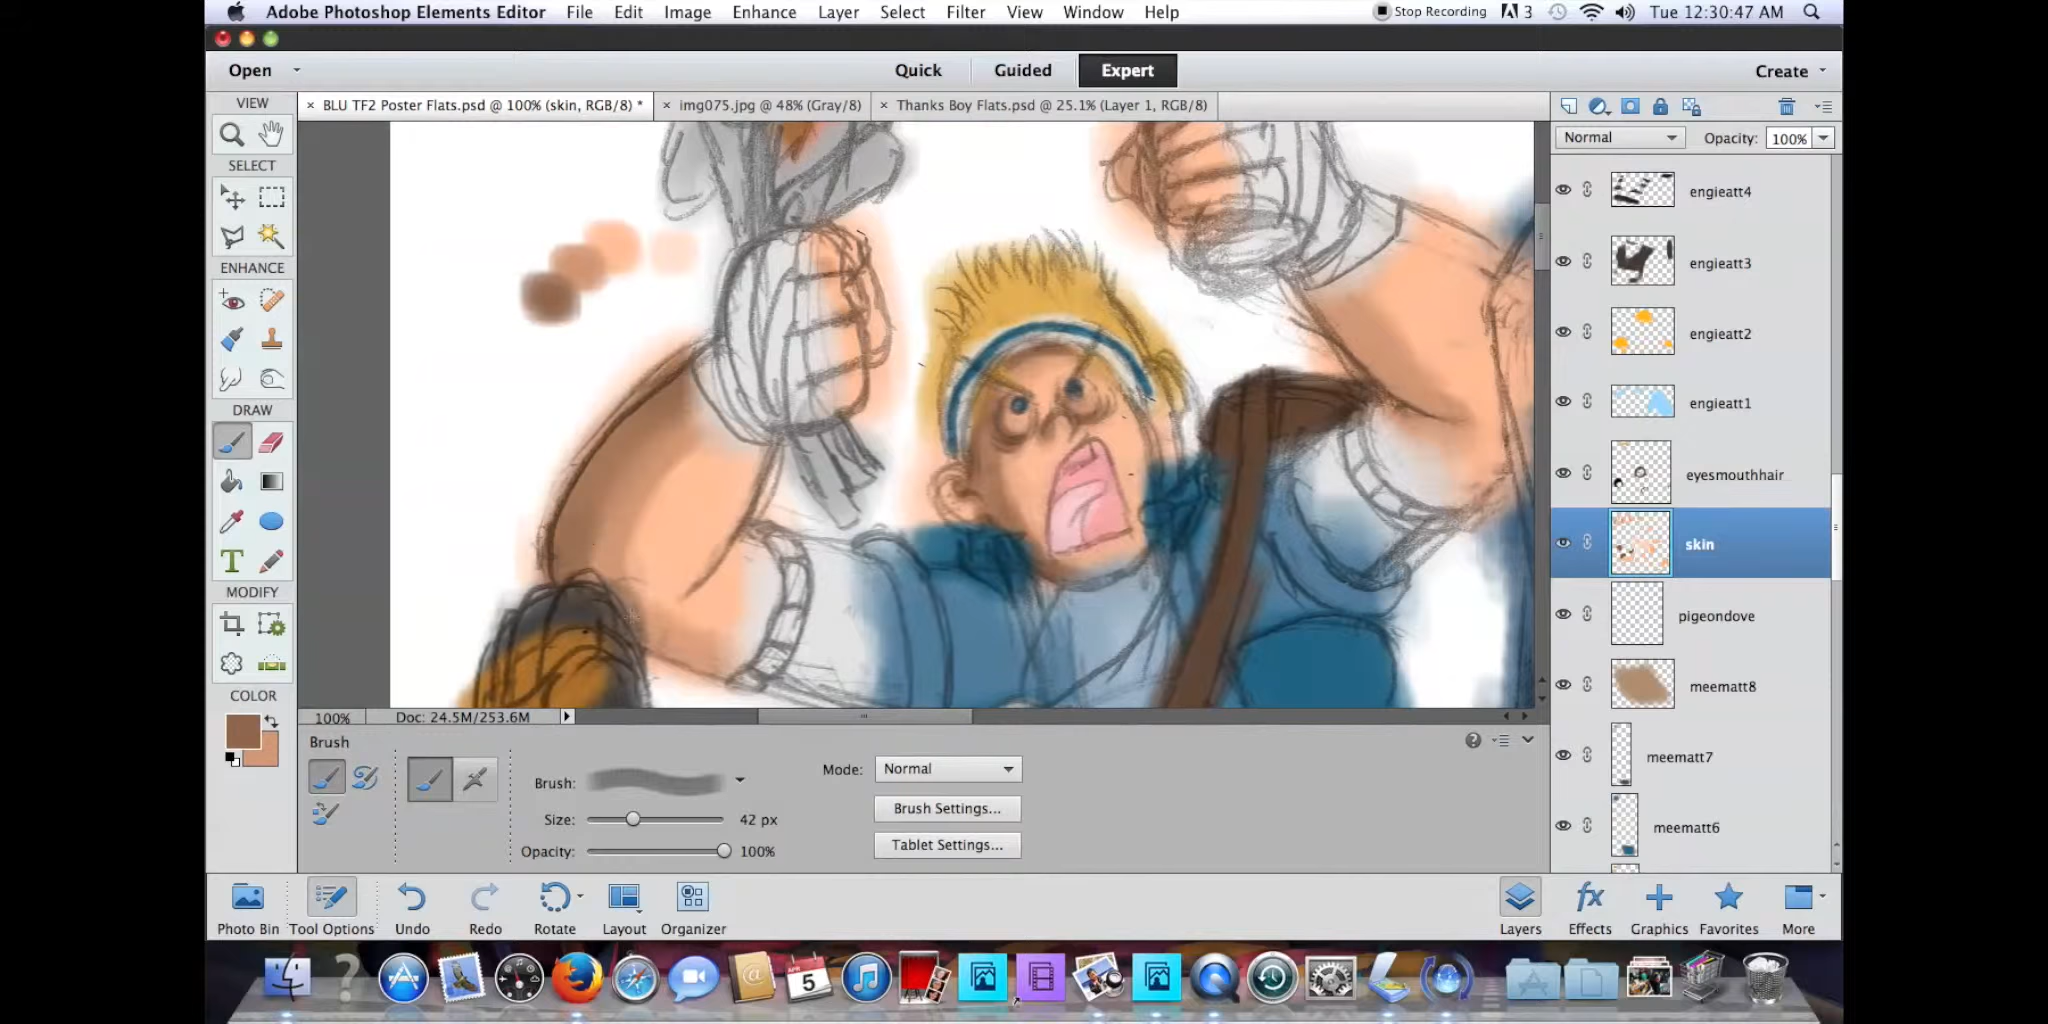 Adobe Photoshop Elements Editor File Edit Image Enhance Layer Select Filter View Window Help Stop Recording 3 Tue 12:30:47 AM
Open Quick Guided Expert Create
VIEW × BLU TF2 Poster Flats.psd @ 100% (skin, RGB/8) * × img075.jpg @ 48% (Gray/8) × Thanks Boy Flats.psd @ 25.1% (Layer 1, RGB/8)
Normal Opacity: 100%
SELECT
engieatt4
ENHANCE
engieatt3
engieatt2
DRAW
engieatt1
eyesmouthhair
skin
T
MODIFY
pigeondove
COLOR
meematt8
100% Doc: 24.5M/253.6M
Brush
meematt7
Brush: Mode: Normal
Size: 42 px Brush Settings...
meematt6
Opacity: 100% Tablet Settings...
fx
Photo Bin Tool Options Undo Redo Rotate Layout Organizer Layers Effects Graphics Favorites More
APR
5